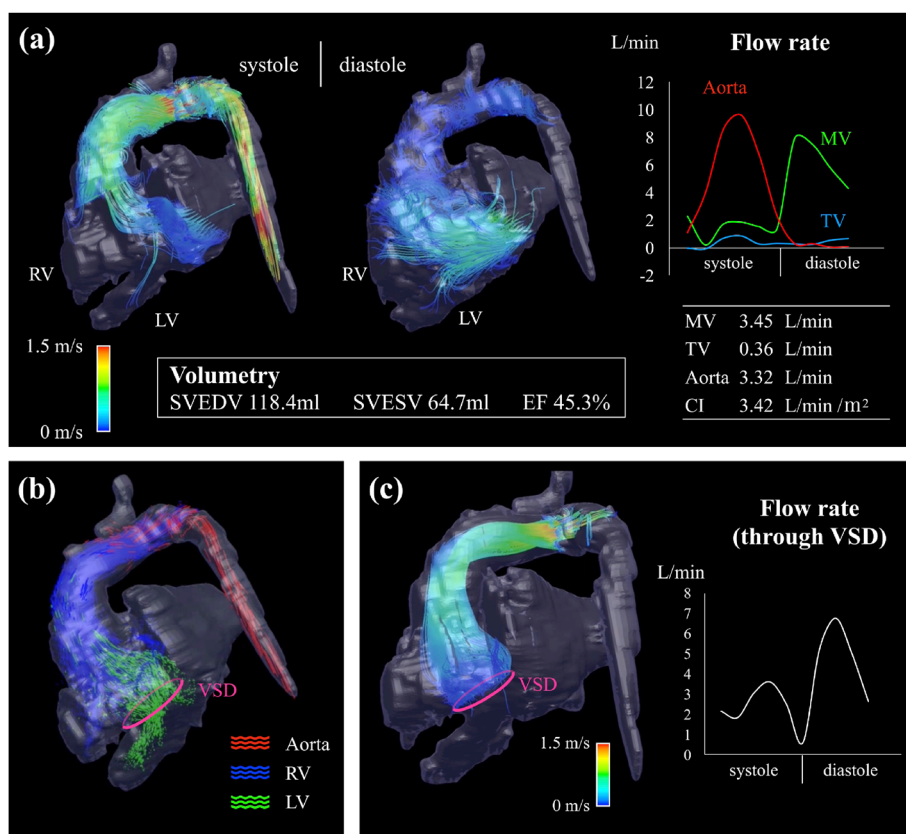 (a)
systole
diastole
RV
LV
RV
LV
1.5 m/s
0 m/s
Volumetry
SVEDV 118.4ml SVESV 64.7ml EF 45.3%
L/min
Flow rate
12
10
8
6
4
2
0
-2
Aorta
MV
TV
systole
diastole
MV 3.45 L/min
TV 0.36 L/min
Aorta 3.32 L/min
CI 3.42 L/min /m²
(b)
VSD
Aorta
RV
LV
(c)
VSD
1.5 m/s
0 m/s
Flow rate
(through VSD)
L/min
8
7
6
5
4
3
2
1
0
systole
diastole